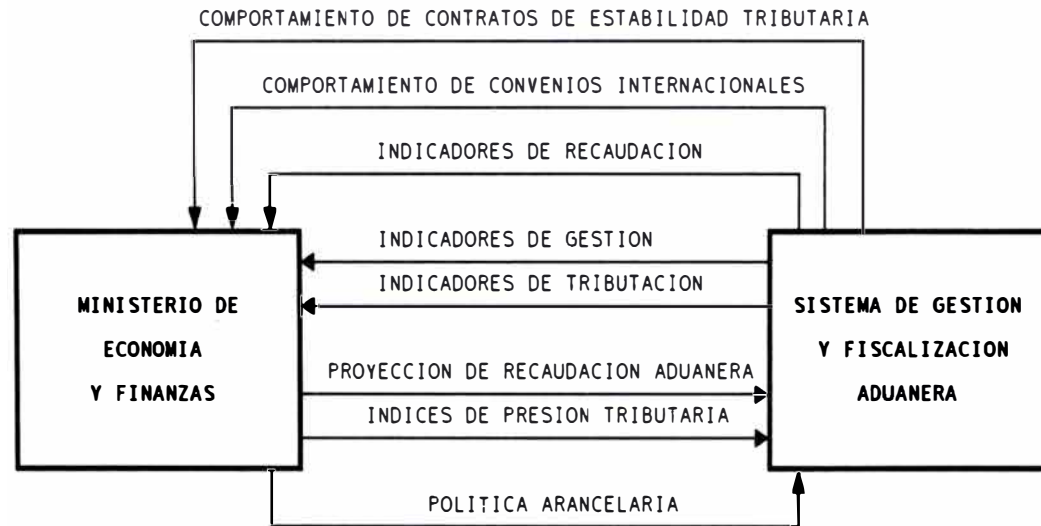 COMPORTAMIENTO DE CONTRATOS DE ESTABILIDAD TRIBUTARIA
COMPORTAMIENTO DE CONVENIOS INTERNACIONALES
INDICADORES DE RECAUDACION
INDICADORES DE GESTION
INDICADORES DE TRIBUTACION
MINISTERIO DE
ECONOMIA
Y FINANZAS
SISTEMA DE GESTION
Y FISCALIZACION
ADUANERA
PROYECCION DE RECAUDACION ADUANERA
INDICES DE PRESION TRIBUTARIA
POLITICA ARANCELARIA